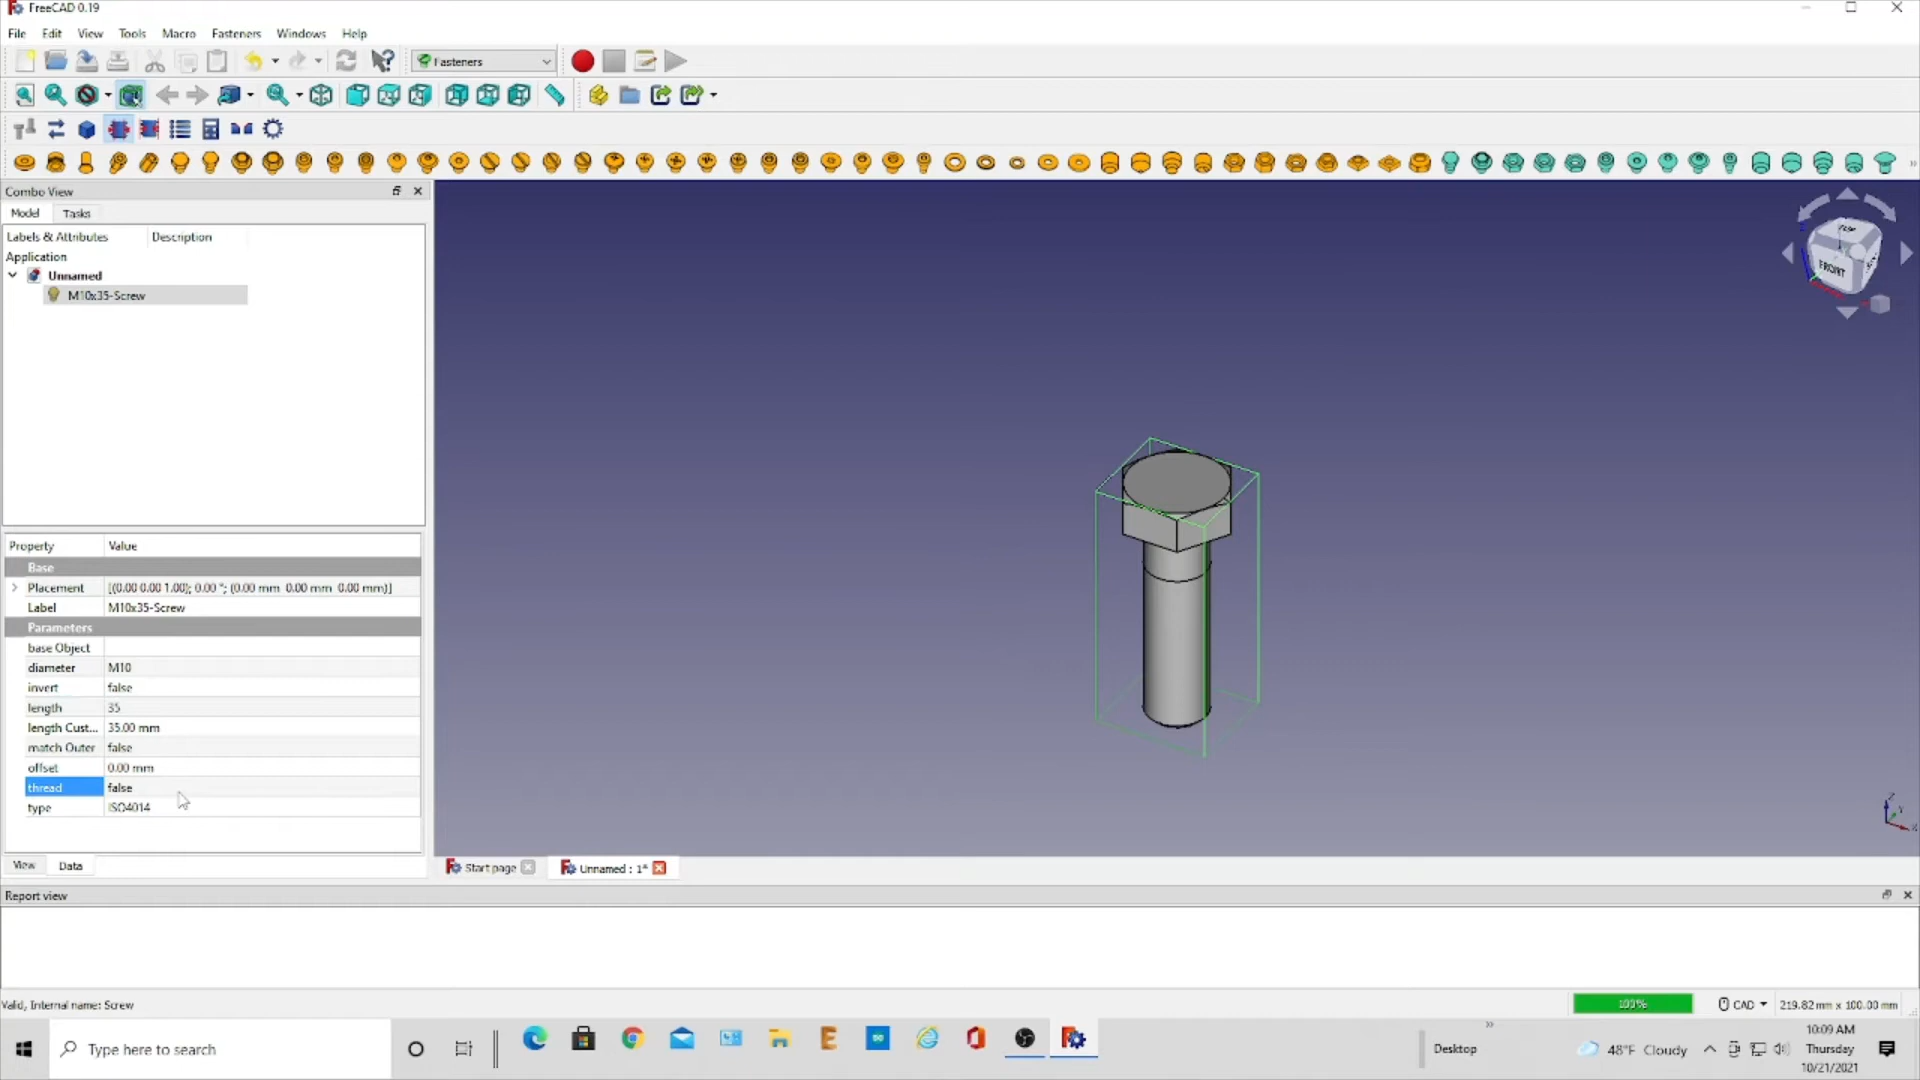 FreeCAD 0.19
File Edit View Tools Macro Fasteners Windows Help
Fasteners
Combo View
Model Tasks
Labels & Attributes Description
Application
Unnamed
M10x35-Screw
TOP
FRONT
Property Value
Base
Placement [(0.00 0.00 1.00); 0.00 °; (0.00 mm 0.00 mm 0.00 mm)]
Label M10x35-Screw
Parameters
base Object
diameter M10
invert false
length 35
length Cust... 35.00 mm
match Outer false
offset 0.00 mm
thread false
type ISO4014
View Data
Start page
Unnamed : 1*
Report view
Valid, Internal name: Screw
100%
CAD
219.82 mm x 100.00 mm
Type here to search
Desktop
48°F Cloudy
10:09 AM
Thursday
10/21/2021